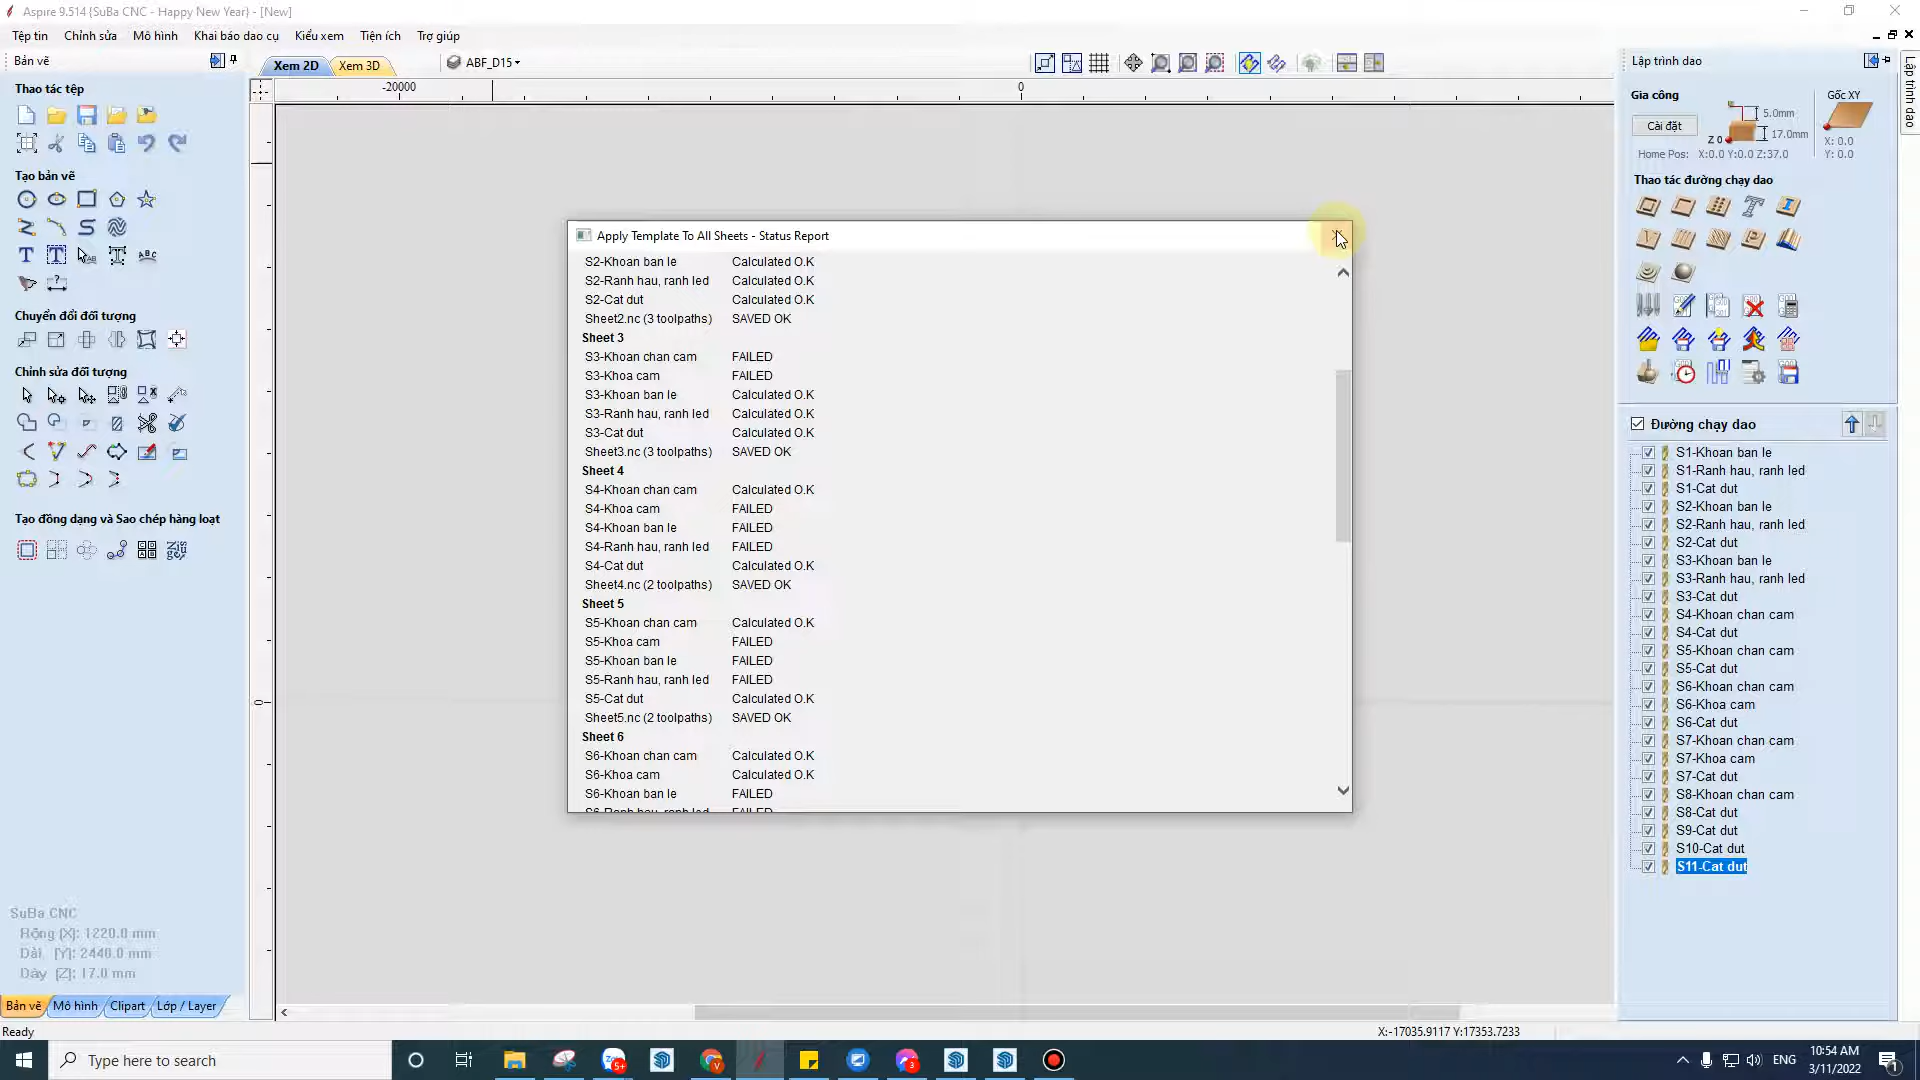 Aspire 9.514 {SuBa CNC - Happy New Year} - [New]
Tệp tin
Chỉnh sửa
Mô hình
Khai báo dao cụ
Kiểu xem
Tiện ích
Trợ giúp
Bản vẽ
Xem 2D
Xem 3D
ABF_D15
Lập trình dao
Lập trình dao
Thao tác tệp
Tạo bản vẽ
Chuyển đổi đối tượng
Chỉnh sửa đối tượng
Tạo đồng dạng và Sao chép hàng loạt
SuBa CNC
Rộng [X]: 1220.0 mm
Dài [Y]: 2440.0 mm
Dày [Z]: 17.0 mm
Bản vẽ
Mô hình
Clipart
Lớp / Layer
-20000
0
0
Apply Template To All Sheets - Status Report
S2-Khoan ban le Calculated O.K
S2-Ranh hau, ranh led Calculated O.K
S2-Cat dut Calculated O.K
Sheet2.nc (3 toolpaths) SAVED OK
Sheet 3
S3-Khoan chan cam FAILED
S3-Khoa cam FAILED
S3-Khoan ban le Calculated O.K
S3-Ranh hau, ranh led Calculated O.K
S3-Cat dut Calculated O.K
Sheet3.nc (3 toolpaths) SAVED OK
Sheet 4
S4-Khoan chan cam Calculated O.K
S4-Khoa cam FAILED
S4-Khoan ban le FAILED
S4-Ranh hau, ranh led FAILED
S4-Cat dut Calculated O.K
Sheet4.nc (2 toolpaths) SAVED OK
Sheet 5
S5-Khoan chan cam Calculated O.K
S5-Khoa cam FAILED
S5-Khoan ban le FAILED
S5-Ranh hau, ranh led FAILED
S5-Cat dut Calculated O.K
Sheet5.nc (2 toolpaths) SAVED OK
Sheet 6
S6-Khoan chan cam Calculated O.K
S6-Khoa cam Calculated O.K
S6-Khoan ban le FAILED
S6-Ranh hau, ranh led FAILED
Gia công
Cài đặt
5.0mm
Z 0
17.0mm
Gốc XY
X: 0.0
Y: 0.0
Home Pos: X:0.0 Y:0.0 Z:37.0
Thao tác đường chạy dao
Đường chạy dao
S1-Khoan ban le
S1-Ranh hau, ranh led
S1-Cat dut
S2-Khoan ban le
S2-Ranh hau, ranh led
S2-Cat dut
S3-Khoan ban le
S3-Ranh hau, ranh led
S3-Cat dut
S4-Khoan chan cam
S4-Cat dut
S5-Khoan chan cam
S5-Cat dut
S6-Khoan chan cam
S6-Khoa cam
S6-Cat dut
S7-Khoan chan cam
S7-Khoa cam
S7-Cat dut
S8-Khoan chan cam
S8-Cat dut
S9-Cat dut
S10-Cat dut
S11-Cat dut
Ready
X:-17035.9117 Y:17353.7233
Type here to search
ENG
10:54 AM
3/11/2022